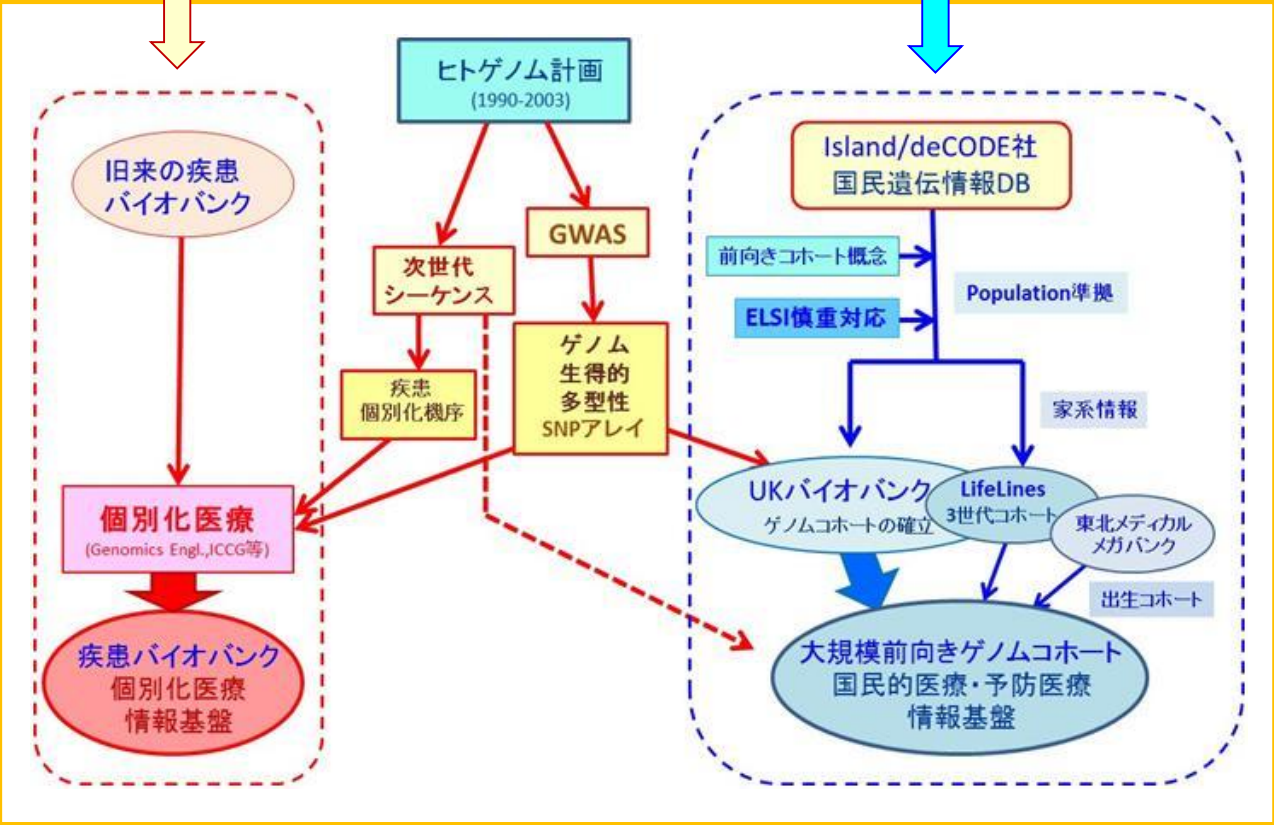 ヒトゲノム計画
(1990-2003)
旧来の疾患
バイオバンク
次世代
シーケンス
GWAS
疾患
個別化機序
ゲノム
生得的
多型性
SNPアレイ
個別化医療
(Genomics Engl.,ICCG等)
疾患バイオバンク
個別化医療
情報基盤
Island/deCODE社
国民遺伝情報DB
前向きコホート概念
ELSI慎重対応
Population準拠
家系情報
UKバイオバンク
ゲノムコホートの確立
LifeLines
3世代コホート
東北メディカル
メガバンク
出生コホート
大規模前向きゲノムコホート
国民的医療・予防医療
情報基盤